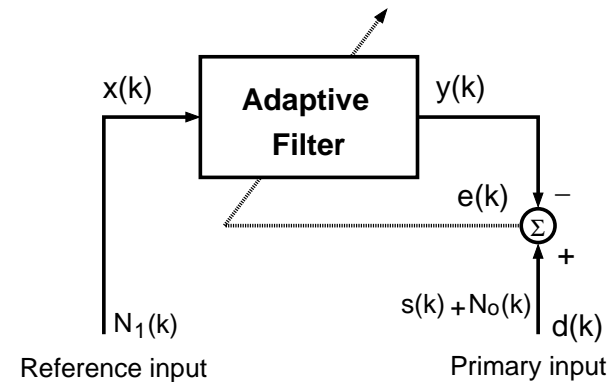 x(k)
Adaptive
Filter
y(k)
e(k)
−
Σ
+
N₁(k)
s(k) + Nₒ(k)
d(k)
Reference input
Primary input